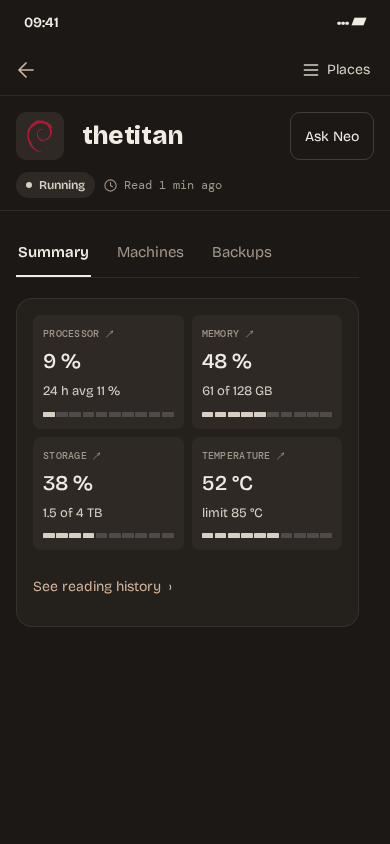 09:41
Places
thetitan
Ask Neo
Running
Read 1 min ago
Summary
Machines
Backups
PROCESSOR ↗
9 %
24 h avg 11 %
MEMORY ↗
48 %
61 of 128 GB
STORAGE ↗
38 %
1.5 of 4 TB
TEMPERATURE ↗
52 °C
limit 85 °C
See reading history ›